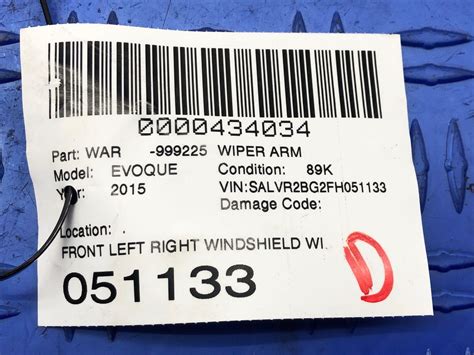 0000434034
Part: WAR -999225 WIPER ARM
Model: EVOQUE Condition: 89K
Year: 2015 VIN:SALVR2BG2FH051133
Damage Code:
Location: .
FRONT LEFT RIGHT WINDSHIELD WI.
051133 D